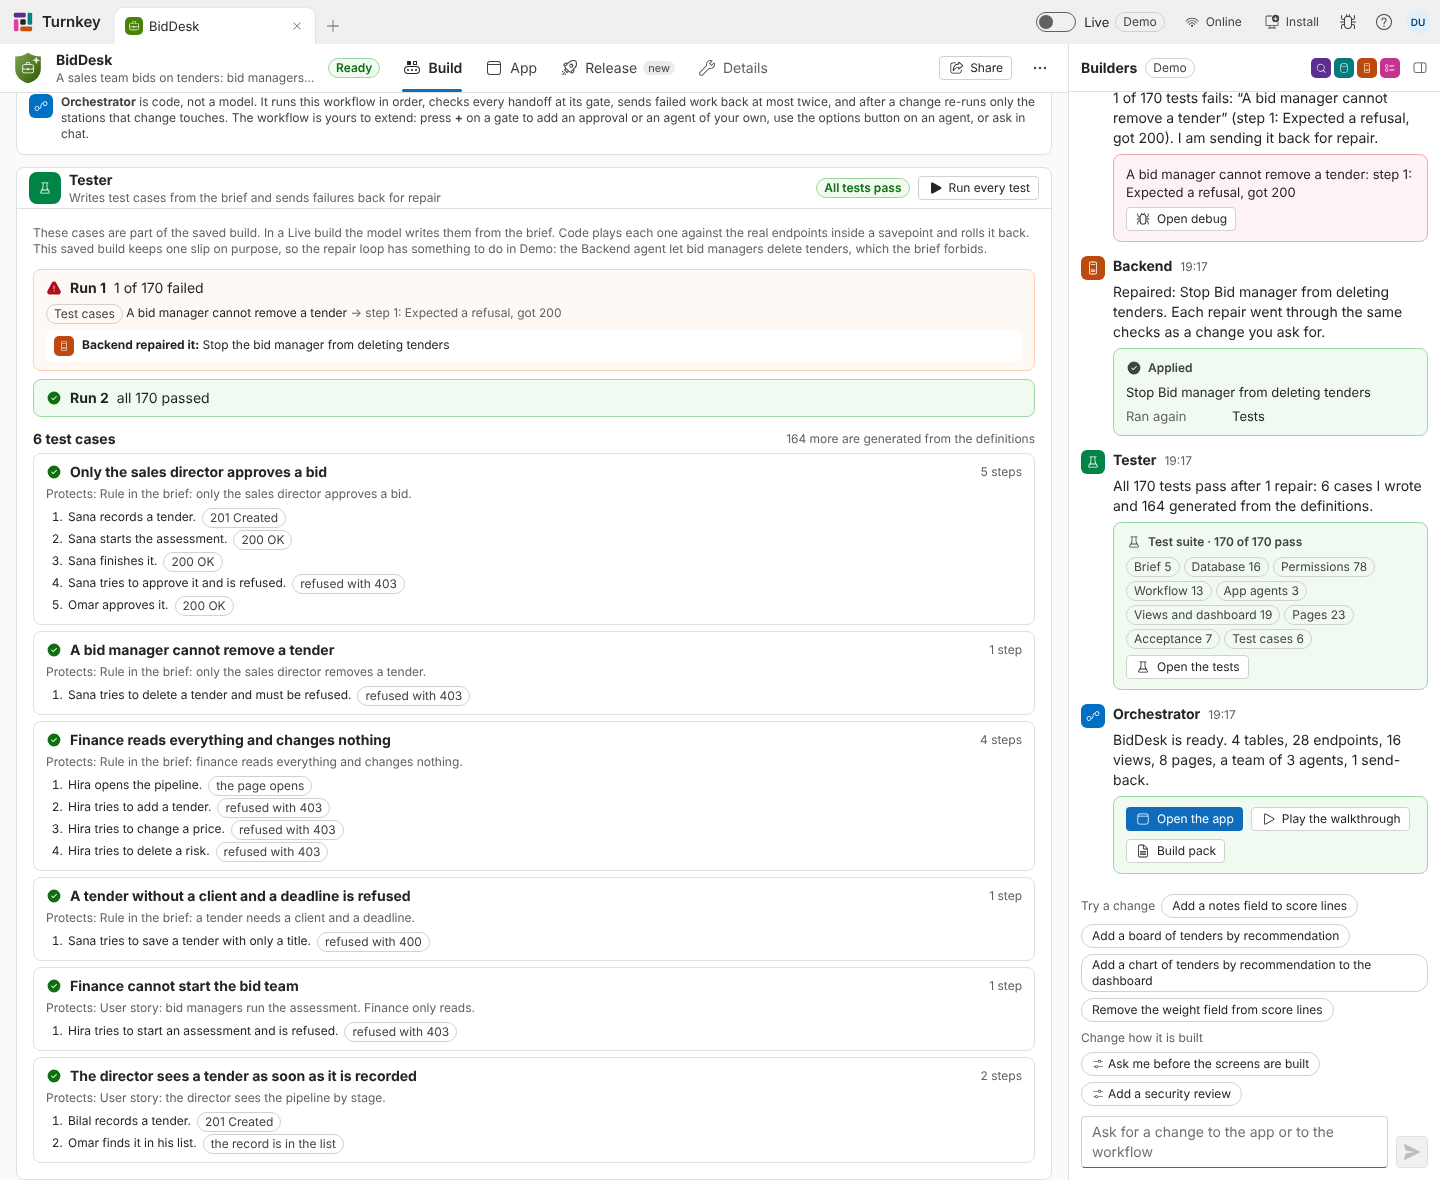 Turnkey
BidDesk
Live
Demo
Online
Install
DU
BidDesk
A sales team bids on tenders: bid managers...
Ready
Build
App
Release new
Details
Share
Builders Demo
Orchestrator is code, not a model. It runs this workflow in order, checks every handoff at its gate, sends failed work back at most twice, and after a change re-runs only the
stations that change touches. The workflow is yours to extend: press + on a gate to add an approval or an agent of your own, use the options button on an agent, or ask in
chat.
Tester
Writes test cases from the brief and sends failures back for repair
All tests pass
Run every test
These cases are part of the saved build. In a Live build the model writes them from the brief. Code plays each one against the real endpoints inside a savepoint and rolls it back.
This saved build keeps one slip on purpose, so the repair loop has something to do in Demo: the Backend agent let bid managers delete tenders, which the brief forbids.
Run 1 1 of 170 failed
Test cases A bid manager cannot remove a tender → step 1: Expected a refusal, got 200
Backend repaired it: Stop the bid manager from deleting tenders
Run 2 all 170 passed
6 test cases
164 more are generated from the definitions
Only the sales director approves a bid
5 steps
Protects: Rule in the brief: only the sales director approves a bid.
1. Sana records a tender. 201 Created
2. Sana starts the assessment. 200 OK
3. Sana finishes it. 200 OK
4. Sana tries to approve it and is refused. refused with 403
5. Omar approves it. 200 OK
A bid manager cannot remove a tender
1 step
Protects: Rule in the brief: only the sales director removes a tender.
1. Sana tries to delete a tender and must be refused. refused with 403
Finance reads everything and changes nothing
4 steps
Protects: Rule in the brief: finance reads everything and changes nothing.
1. Hira opens the pipeline. the page opens
2. Hira tries to add a tender. refused with 403
3. Hira tries to change a price. refused with 403
4. Hira tries to delete a risk. refused with 403
A tender without a client and a deadline is refused
1 step
Protects: Rule in the brief: a tender needs a client and a deadline.
1. Sana tries to save a tender with only a title. refused with 400
Finance cannot start the bid team
1 step
Protects: User story: bid managers run the assessment. Finance only reads.
1. Hira tries to start an assessment and is refused. refused with 403
The director sees a tender as soon as it is recorded
2 steps
Protects: User story: the director sees the pipeline by stage.
1. Bilal records a tender. 201 Created
2. Omar finds it in his list. the record is in the list
1 of 170 tests fails: “A bid manager cannot
remove a tender” (step 1: Expected a refusal,
got 200). I am sending it back for repair.
A bid manager cannot remove a tender: step 1:
Expected a refusal, got 200
Open debug
Backend 19:17
Repaired: Stop Bid manager from deleting
tenders. Each repair went through the same
checks as a change you ask for.
Applied
Stop Bid manager from deleting tenders
Ran again Tests
Tester 19:17
All 170 tests pass after 1 repair: 6 cases I wrote
and 164 generated from the definitions.
Test suite · 170 of 170 pass
Brief 5 Database 16 Permissions 78
Workflow 13 App agents 3
Views and dashboard 19 Pages 23
Acceptance 7 Test cases 6
Open the tests
Orchestrator 19:17
BidDesk is ready. 4 tables, 28 endpoints, 16
views, 8 pages, a team of 3 agents, 1 send-
back.
Open the app
Play the walkthrough
Build pack
Try a change Add a notes field to score lines
Add a board of tenders by recommendation
Add a chart of tenders by recommendation to the
dashboard
Remove the weight field from score lines
Change how it is built
Ask me before the screens are built
Add a security review
Ask for a change to the app or to the
workflow